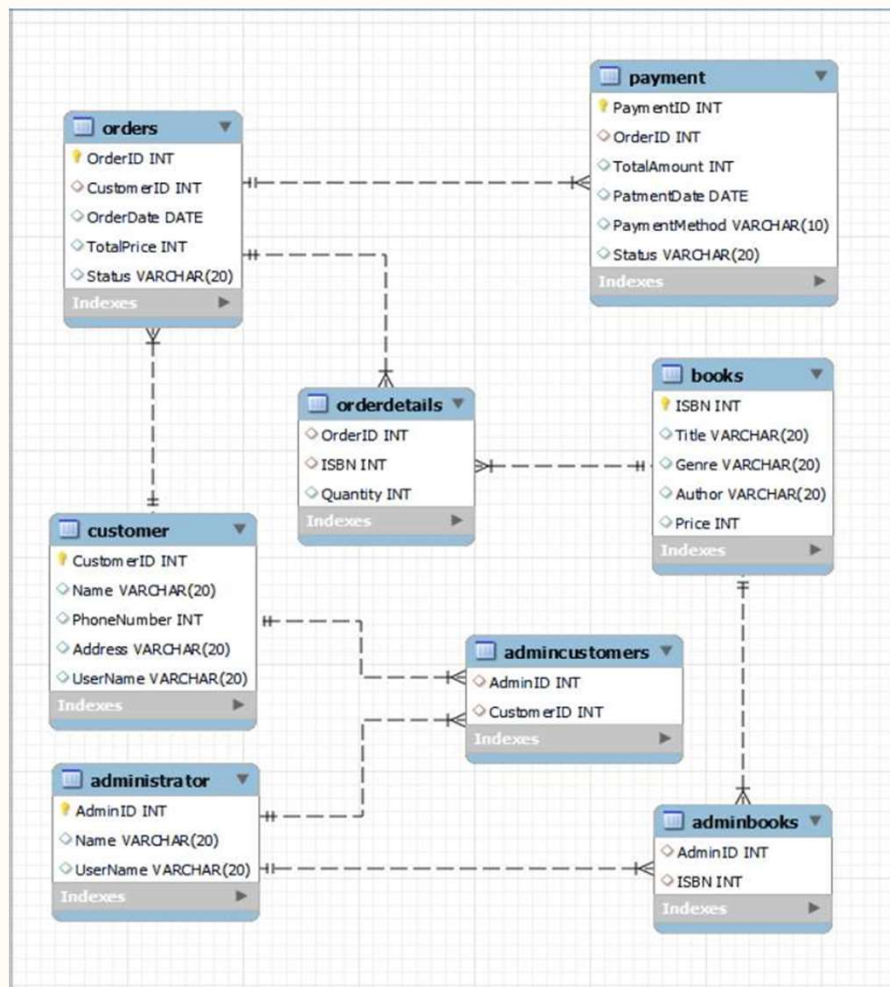 orders
OrderID INT
CustomerID INT
OrderDate DATE
TotalPrice INT
Status VARCHAR(20)
Indexes
payment
PaymentID INT
OrderID INT
TotalAmount INT
PatmentDate DATE
PaymentMethod VARCHAR(10)
Status VARCHAR(20)
Indexes
orderdetails
OrderID INT
ISBN INT
Quantity INT
Indexes
books
ISBN INT
Title VARCHAR(20)
Genre VARCHAR(20)
Author VARCHAR(20)
Price INT
Indexes
customer
CustomerID INT
Name VARCHAR(20)
PhoneNumber INT
Address VARCHAR(20)
UserName VARCHAR(20)
Indexes
admincustomers
AdminID INT
CustomerID INT
Indexes
administrator
AdminID INT
Name VARCHAR(20)
UserName VARCHAR(20)
Indexes
adminbooks
AdminID INT
ISBN INT
Indexes